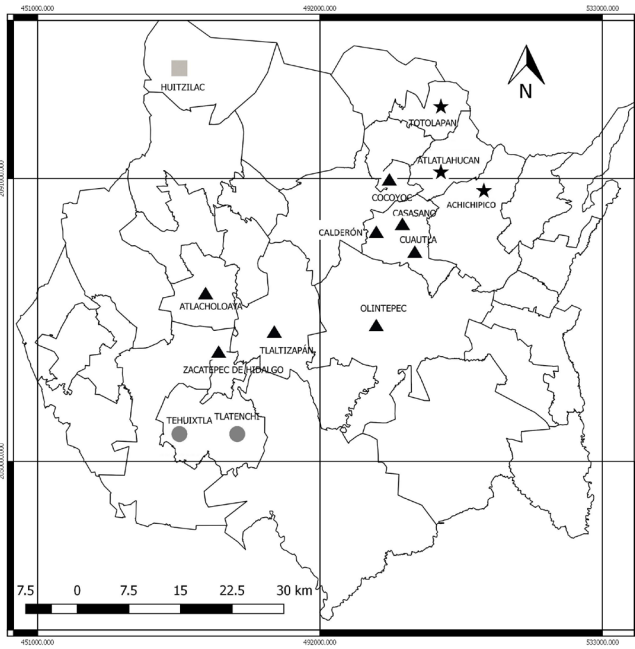 451000.000 492000.000 533000.000
N
HUITZILAC
TOTOLAPAN
ATLATLAHUCAN
COCOYOC
ACHICHIPICO
CASASANO
CALDERÓN
CUAUTLA
ATLACHOLOAYA
OLINTEPEC
TLALTIZAPÁN
ZACATEPEC DE HIDALGO
TEHUIXTLA TLATENCHI
7.5 0 7.5 15 22.5 30 km
451000.000 492000.000 533000.000